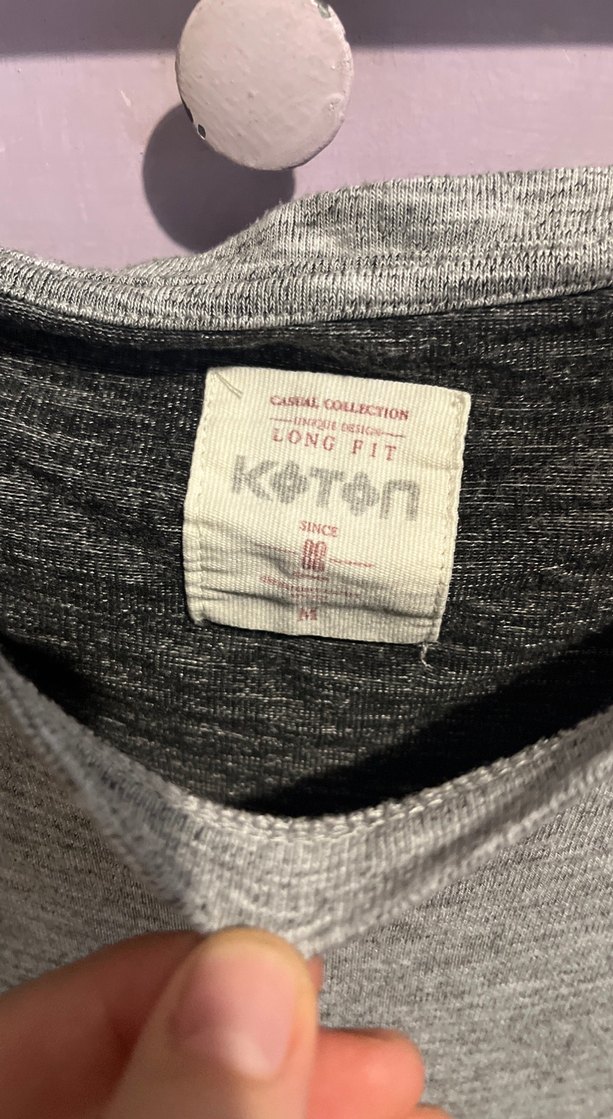 CASUAL COLLECTION
UNIQUE DESIGN
LONG FIT
KOTON
SINCE
88
M